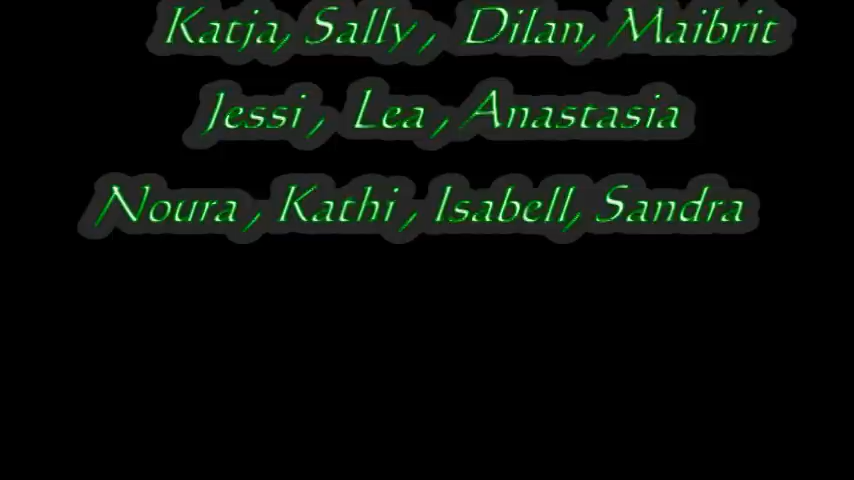 Katja, Sally , Dilan, Maibrit
Jessi , Lea , Anastasia
Noura , Kathi , Isabell, Sandra